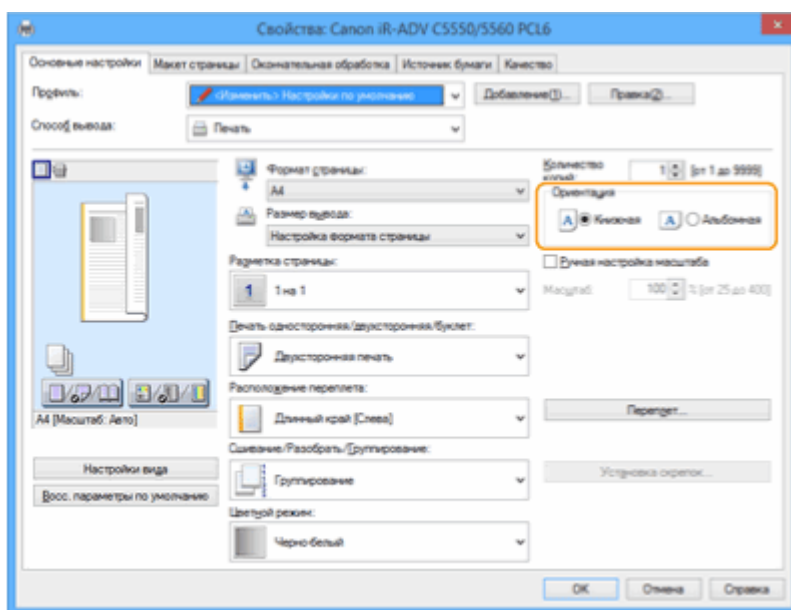 Свойства: Canon iR-ADV C5550/5560 PCL6
Основные настройки Макет страницы Окончательная обработка Источник бумаги Качество
Профиль: <Изменить> Настройки по умолчанию Добавление(1)... Правка(2)...
Способ вывода: Печать
Формат страницы:
A4
Количество копий: 1 [от 1 до 9999]
Размер вывода:
Настройка формата страницы
Ориентация
A Книжная A Альбомная
Разметка страницы:
1 1 на 1
Ручная настройка масштаба
Масштаб: 100 % [от 25 до 400]
Печать односторонняя/двухсторонняя/буклет:
Двухсторонняя печать
Расположение переплета:
Длинный край [Слева]
Переплет...
A4 [Масштаб: Авто]
Сшивание/Разобрать/Группирование:
Группирование
Установка скрепок...
Настройки вида
Восс. параметры по умолчанию
Цветной режим:
Черно-белый
OK Отмена Справка